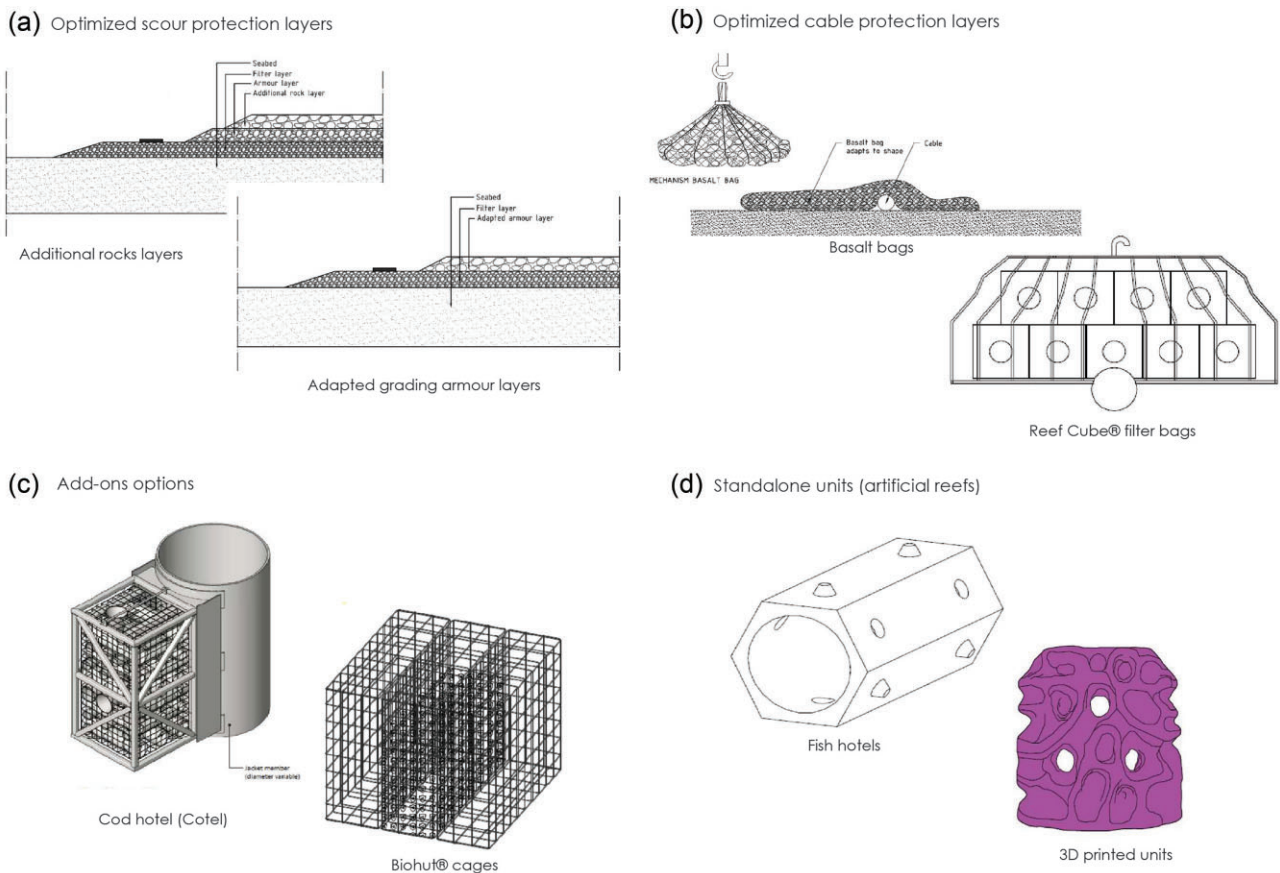 (a) Optimized scour protection layers
Seabed
Filter layer
Armour layer
Additional rock layer
Additional rocks layers
Seabed
Filter layer
Adapted armour layer
Adapted grading armour layers
(b) Optimized cable protection layers
MECHANISM BASALT BAG
Basalt bag
adapts to shape
Cable
Basalt bags
Reef Cube® filter bags
(c) Add-ons options
Jacket member
(diameter variable)
Cod hotel (Cotel)
Biohut® cages
(d) Standalone units (artificial reefs)
Fish hotels
3D printed units